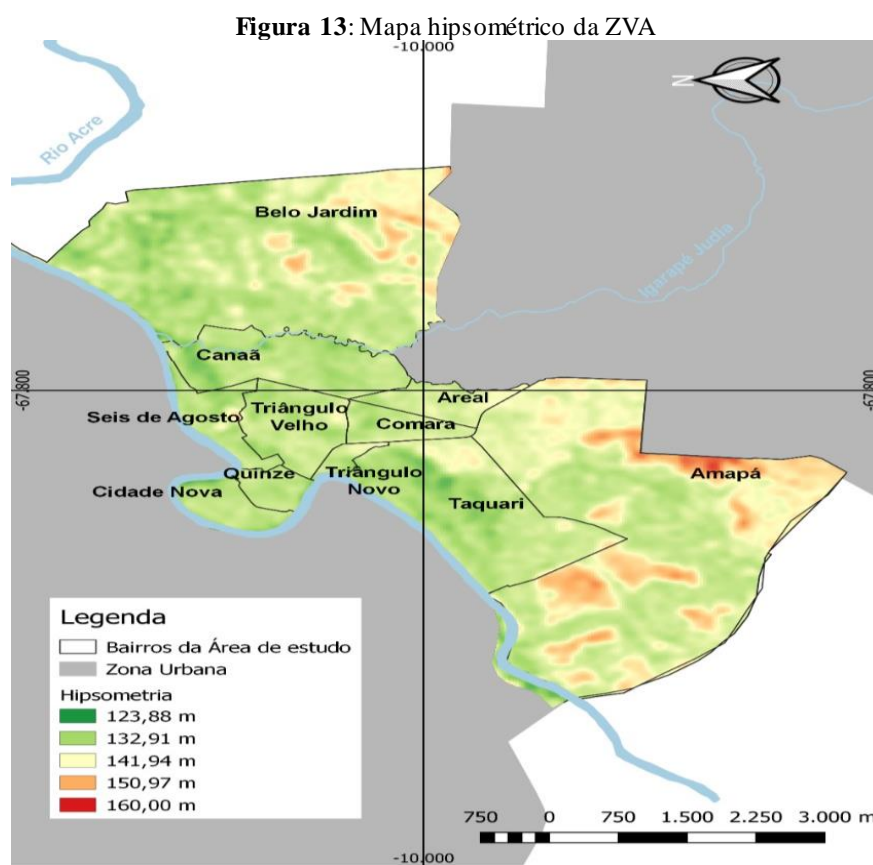 Figura 13: Mapa hipsométrico da ZVA
-10.000
N
Rio Acre
Belo Jardim
Igarapé Judia
Canaã
-67.800
-67.800
Areal
Seis de Agosto
Triângulo
Velho
Comara
Quinze
Triângulo
Novo
Cidade Nova
Amapá
Taquari
Legenda
Bairros da Área de estudo
Zona Urbana
Hipsometria
123,88 m
132,91 m
141,94 m
150,97 m
160,00 m
750 0 750 1.500 2.250 3.000 m
-10.000